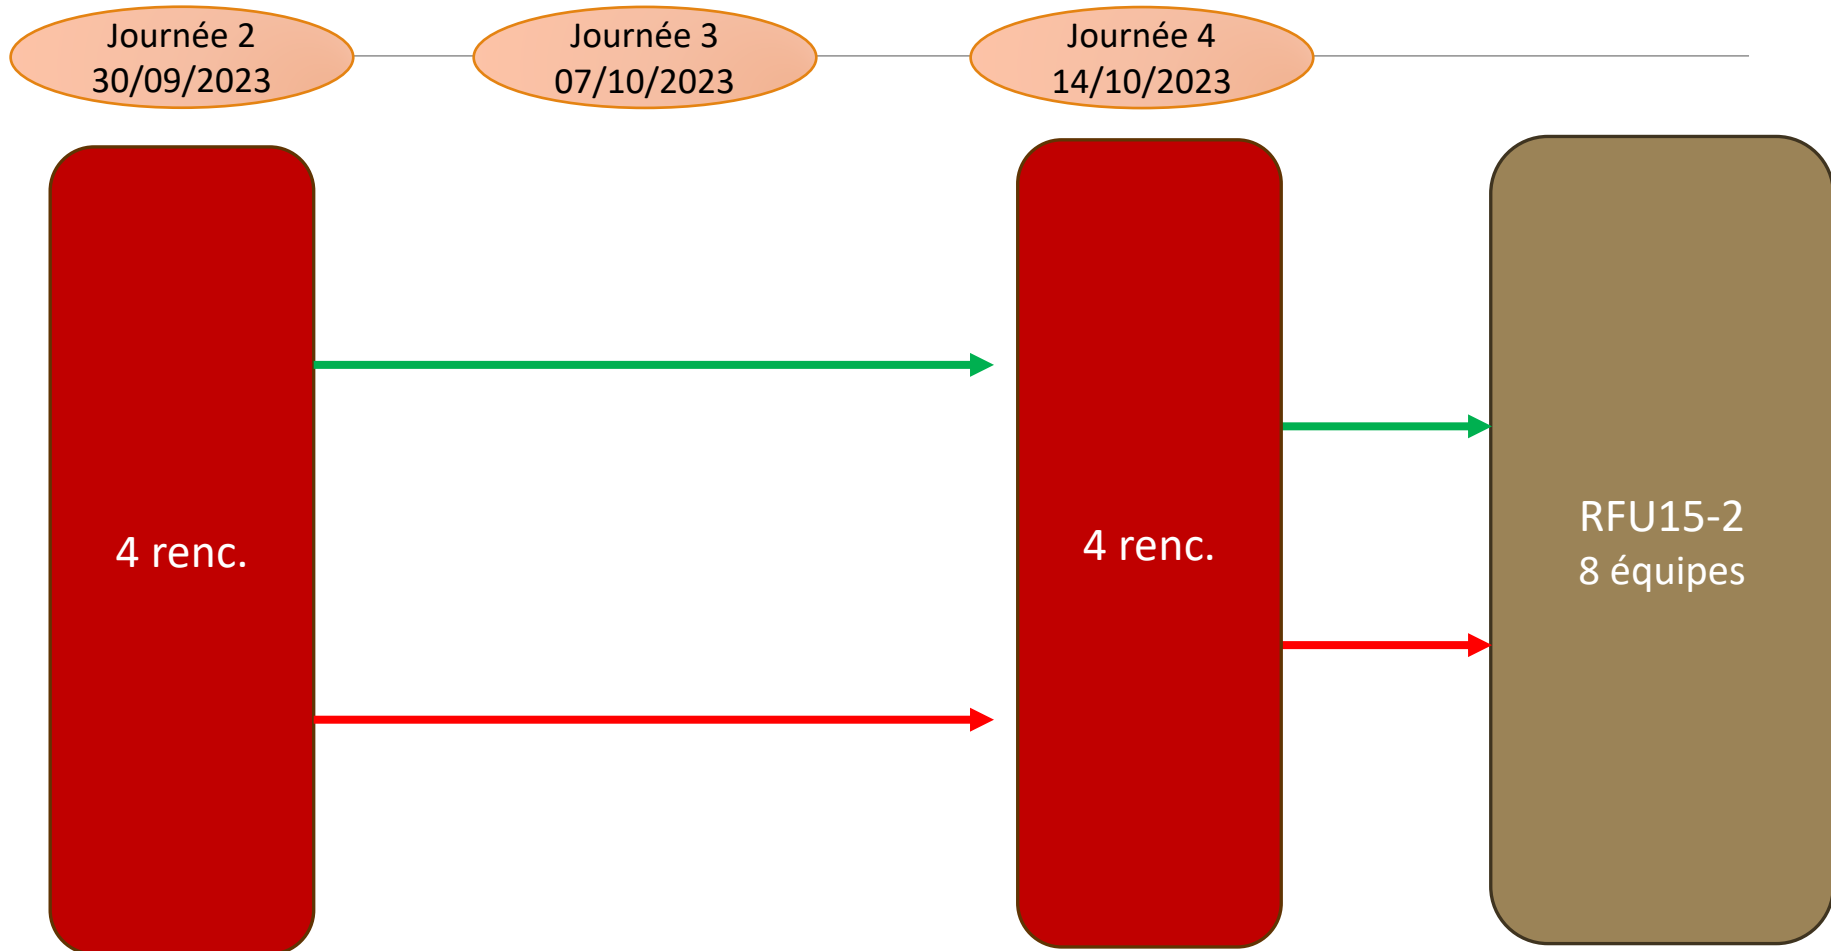 Journée 2
30/09/2023
Journée 3
07/10/2023
Journée 4
14/10/2023
4 renc.
4 renc.
RFU15-2
8 équipes